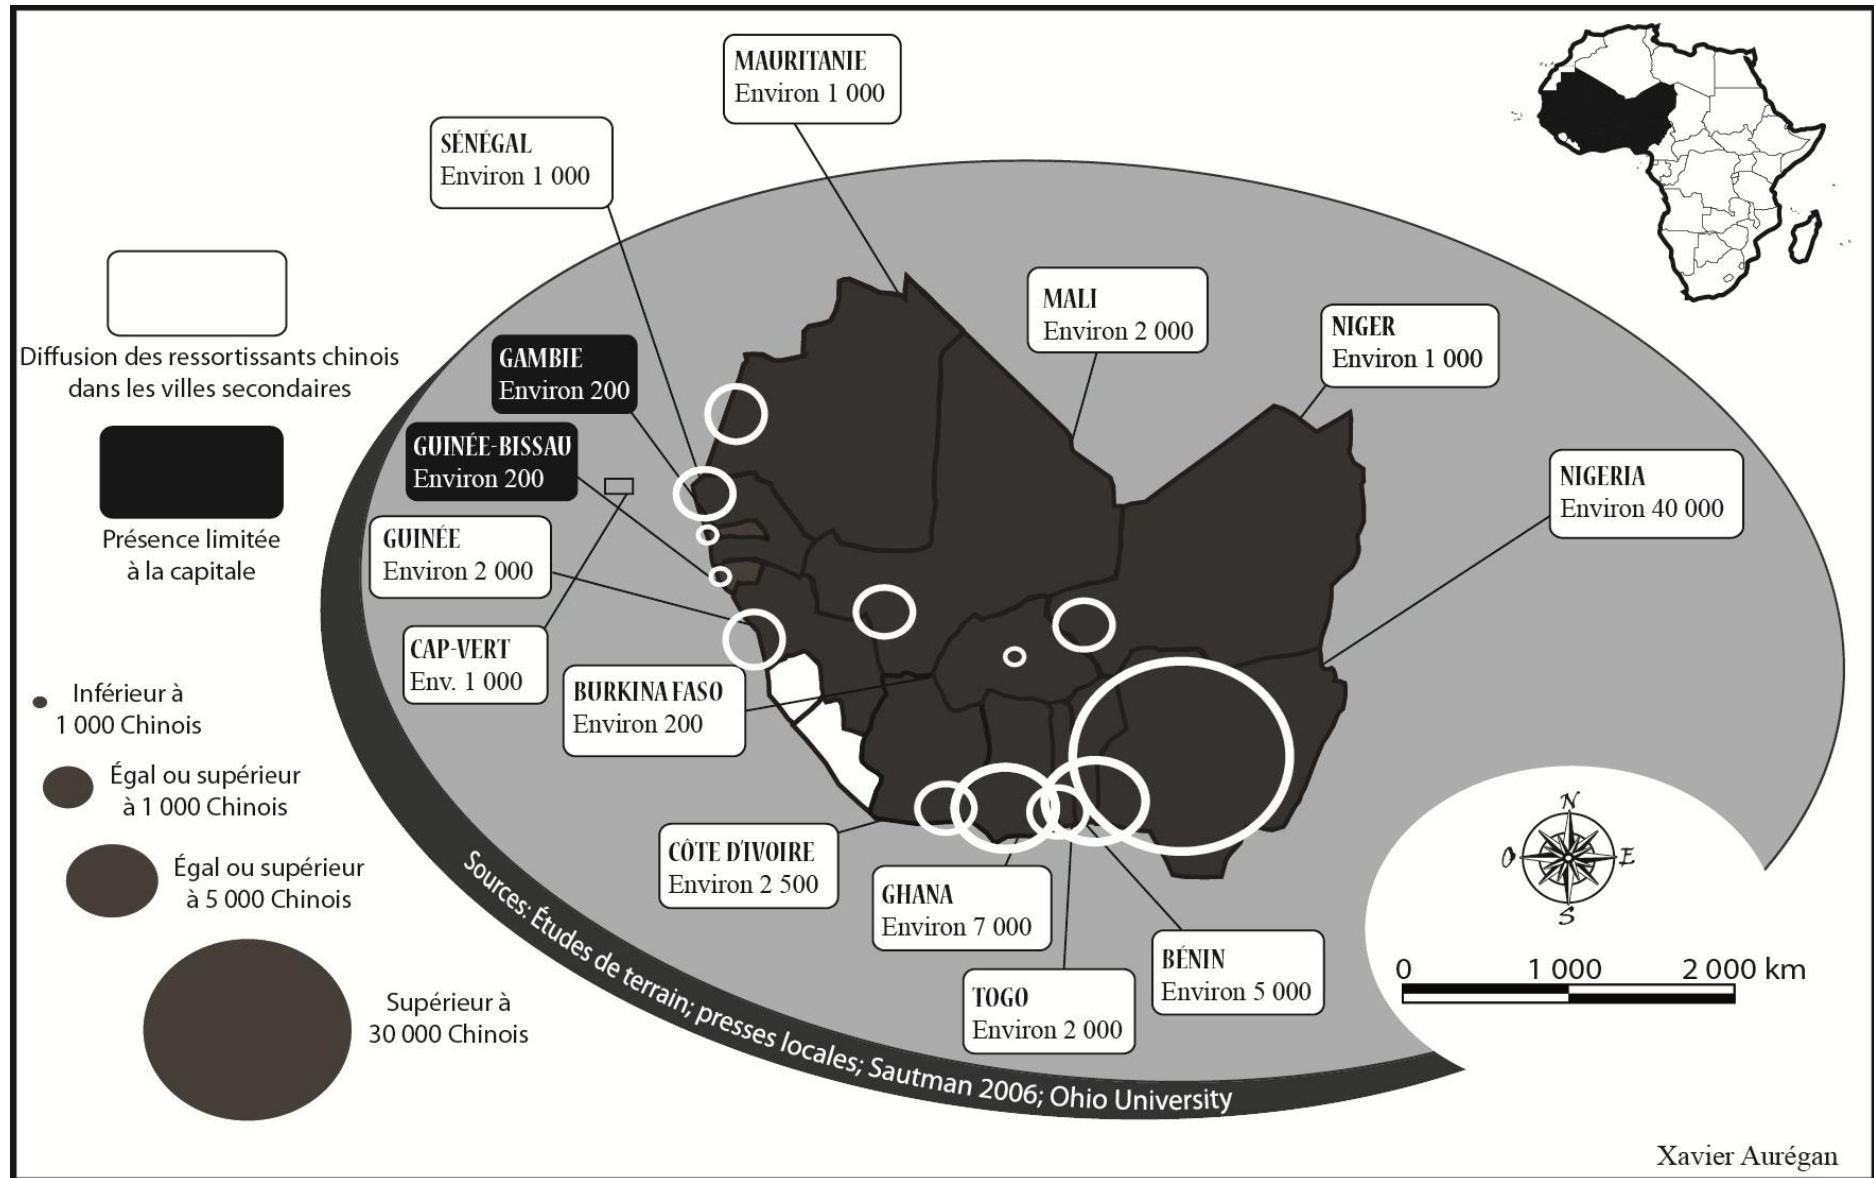 MAURITANIE
Environ 1 000
SÉNÉGAL
Environ 1 000
MALI
Environ 2 000
NIGER
Environ 1 000
GAMBIE
Environ 200
GUINÉE-BISSAU
Environ 200
NIGERIA
Environ 40 000
GUINÉE
Environ 2 000
CAP-VERT
Env. 1 000
BURKINA FASO
Environ 200
CÔTE D'IVOIRE
Environ 2 500
GHANA
Environ 7 000
TOGO
Environ 2 000
BÉNIN
Environ 5 000
Diffusion des ressortissants chinois
dans les villes secondaires
Présence limitée
à la capitale
Inférieur à
1 000 Chinois
Égal ou supérieur
à 1 000 Chinois
Égal ou supérieur
à 5 000 Chinois
Supérieur à
30 000 Chinois
Sources: Études de terrain; presses locales; Sautman 2006; Ohio University
N
O
E
S
0 1 000 2 000 km
Xavier Aurégan